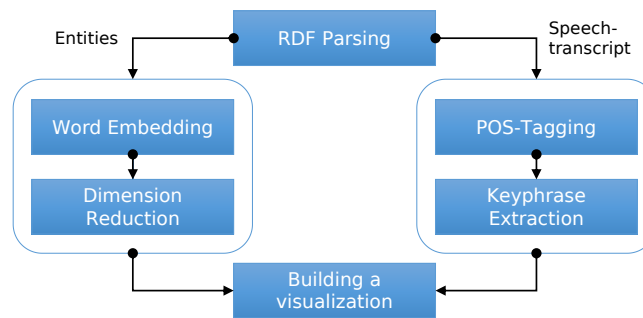 Entities
RDF Parsing
Speech-
transcript
Word Embedding
POS-Tagging
Dimension
Reduction
Keyphrase
Extraction
Building a
visualization